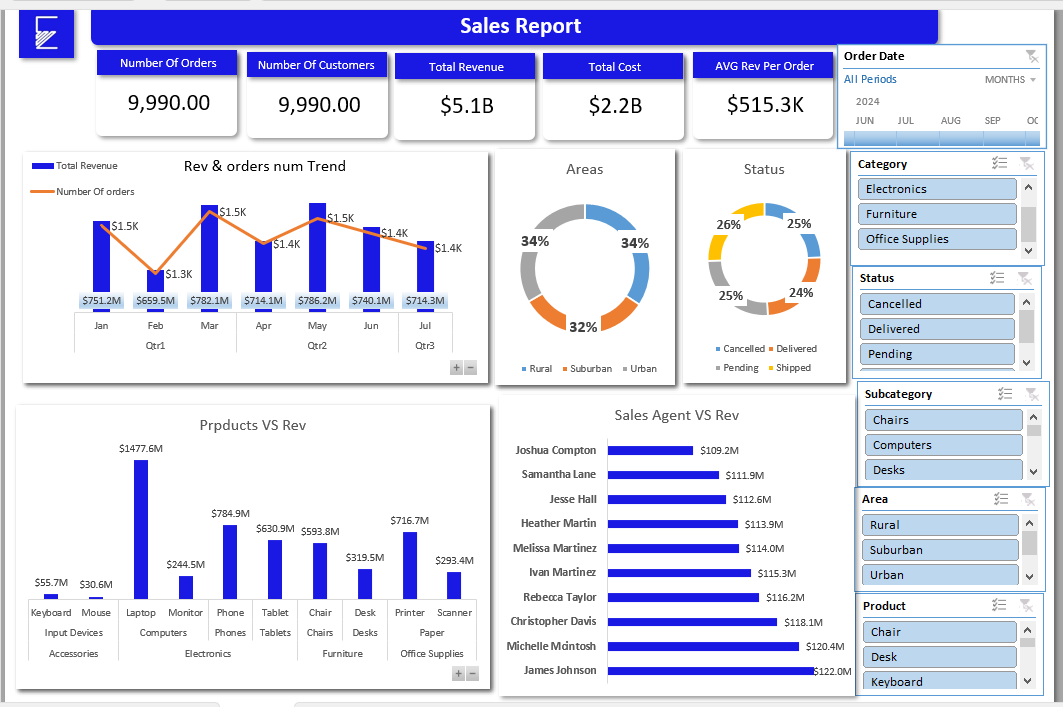 Sales Report
Number Of Orders
9,990.00
Number Of Customers
9,990.00
Total Revenue
$5.1B
Total Cost
$2.2B
AVG Rev Per Order
$515.3K
Order Date
All Periods
MONTHS
2024
JUN JUL AUG SEP OC
Rev & orders num Trend
Total Revenue
Number Of orders
$1.5K
$1.3K
$1.5K
$1.4K
$1.5K
$1.4K
$1.4K
$751.2M $659.5M $782.1M $714.1M $786.2M $740.1M $714.3M
Jan Feb Mar Apr May Jun Jul
Qtr1 Qtr2 Qtr3
+ −
Areas
34% 34%
32%
Rural Suburban Urban
Status
26% 25%
25% 24%
Cancelled Delivered
Pending Shipped
Category
Electronics
Furniture
Office Supplies
Status
Cancelled
Delivered
Pending
Prpducts VS Rev
$55.7M
$30.6M
$1477.6M
$244.5M
$784.9M
$630.9M
$593.8M
$319.5M
$716.7M
$293.4M
Keyboard Mouse Laptop Monitor Phone Tablet Chair Desk Printer Scanner
Input Devices Computers Phones Tablets Chairs Desks Paper
Accessories Electronics Furniture Office Supplies
+ −
Sales Agent VS Rev
Joshua Compton $109.2M
Samantha Lane $111.9M
Jesse Hall $112.6M
Heather Martin $113.9M
Melissa Martinez $114.0M
Ivan Martinez $115.3M
Rebecca Taylor $116.2M
Christopher Davis $118.1M
Michelle Mcintosh $120.4M
James Johnson $122.0M
Subcategory
Chairs
Computers
Desks
Area
Rural
Suburban
Urban
Product
Chair
Desk
Keyboard